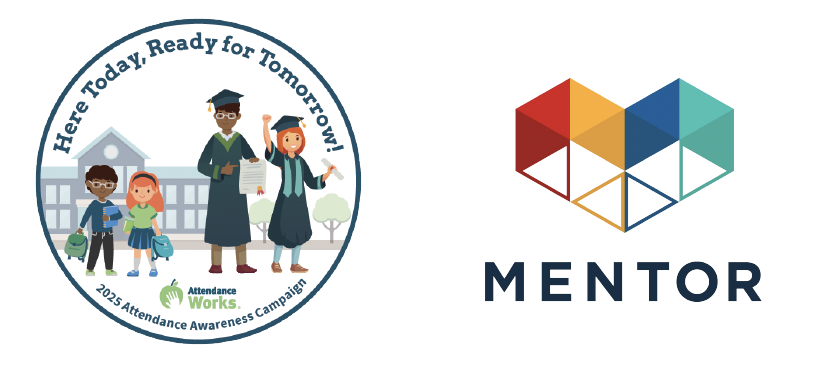 Here Today, Ready for Tomorrow!
Attendance
Works.
2025 Attendance Awareness Campaign
MENTOR